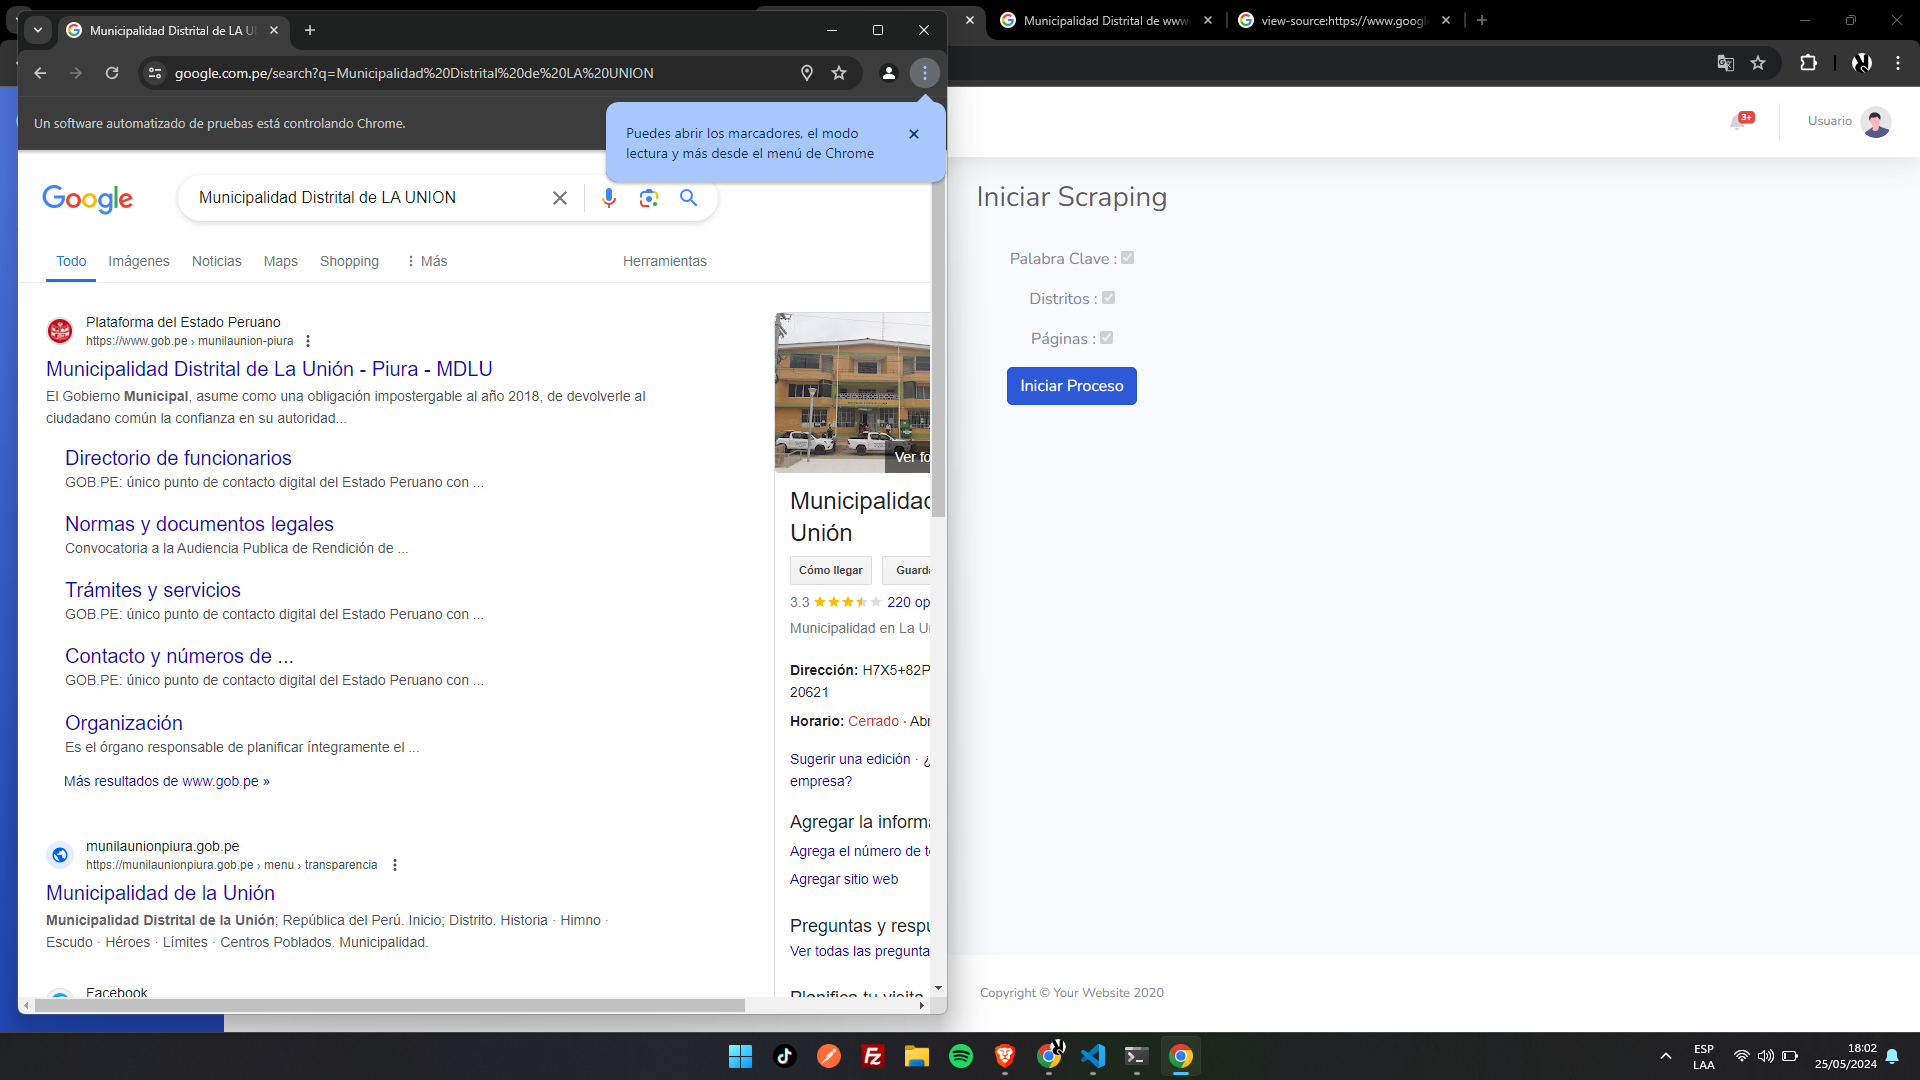 Municipalidad Distrital de LA U
google.com.pe/search?q=Municipalidad%20Distrital%20de%20LA%20UNION
Un software automatizado de pruebas está controlando Chrome.
Puedes abrir los marcadores, el modo
lectura y más desde el menú de Chrome
Google
Municipalidad Distrital de LA UNION
Todo Imágenes Noticias Maps Shopping Más Herramientas
Plataforma del Estado Peruano
https://www.gob.pe › munilaunion-piura
Municipalidad Distrital de La Unión - Piura - MDLU
El Gobierno Municipal, asume como una obligación impostergable al año 2018, de devolverle al
ciudadano común la confianza en su autoridad...
Directorio de funcionarios
GOB.PE: único punto de contacto digital del Estado Peruano con ...
Normas y documentos legales
Convocatoria a la Audiencia Publica de Rendición de ...
Trámites y servicios
GOB.PE: único punto de contacto digital del Estado Peruano con ...
Contacto y números de ...
GOB.PE: único punto de contacto digital del Estado Peruano con ...
Organización
Es el órgano responsable de planificar íntegramente el ...
Más resultados de www.gob.pe »
munilaunionpiura.gob.pe
https://munilaunionpiura.gob.pe › menu › transparencia
Municipalidad de la Unión
Municipalidad Distrital de la Unión; República del Perú. Inicio; Distrito. Historia · Himno ·
Escudo · Héroes · Límites · Centros Poblados. Municipalidad.
Facebook
Ver fo
Municipalidad
Unión
Cómo llegar Guarda
3.3 220 op
Municipalidad en La U
Dirección: H7X5+82P
20621
Horario: Cerrado · Abr
Sugerir una edición · ¿
empresa?
Agregar la informa
Agrega el número de te
Agregar sitio web
Preguntas y respu
Ver todas las pregunta
Planifica tu visita
Municipalidad Distrital de www
view-source:https://www.googl
3+
Usuario
Iniciar Scraping
Palabra Clave :
Distritos :
Páginas :
Iniciar Proceso
Copyright © Your Website 2020
ESP
LAA
18:02
25/05/2024